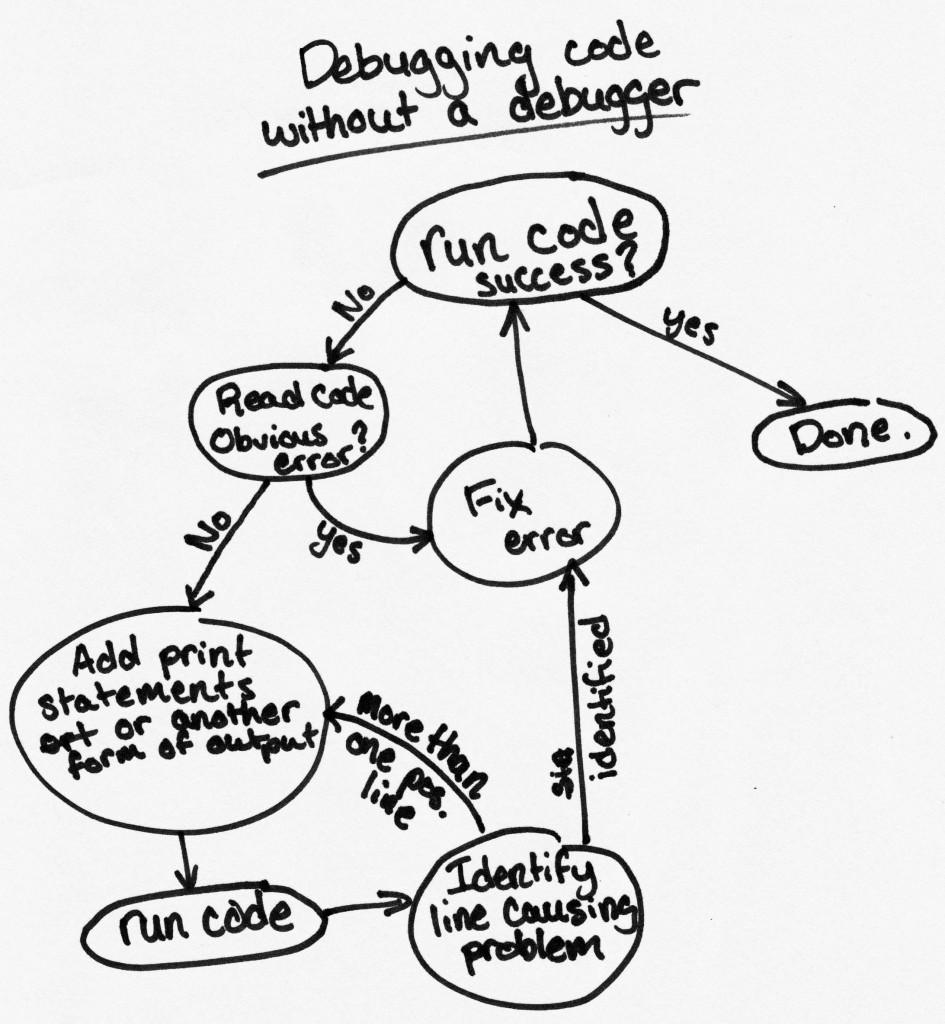 Debugging code
without a debugger
run code
success?
No
yes
Read code
Obvious ?
error?
Done.
Fix
error
No
yes
Add print
statements
or another
form of output
More than
one pos.
line
identified
run code
Identify
line causing
problem